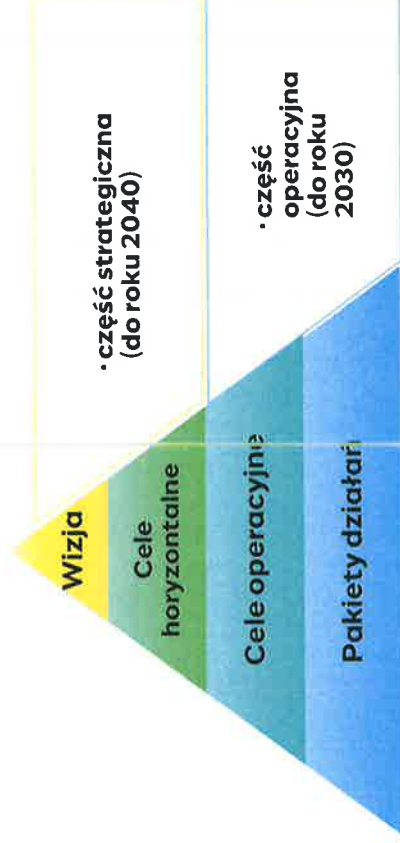 Wizja
Cele
horyzontalne
Cele operacyjne
Pakiety działań
· część strategiczna
(do roku 2040)
· część
operacyjna
(do roku
2030)